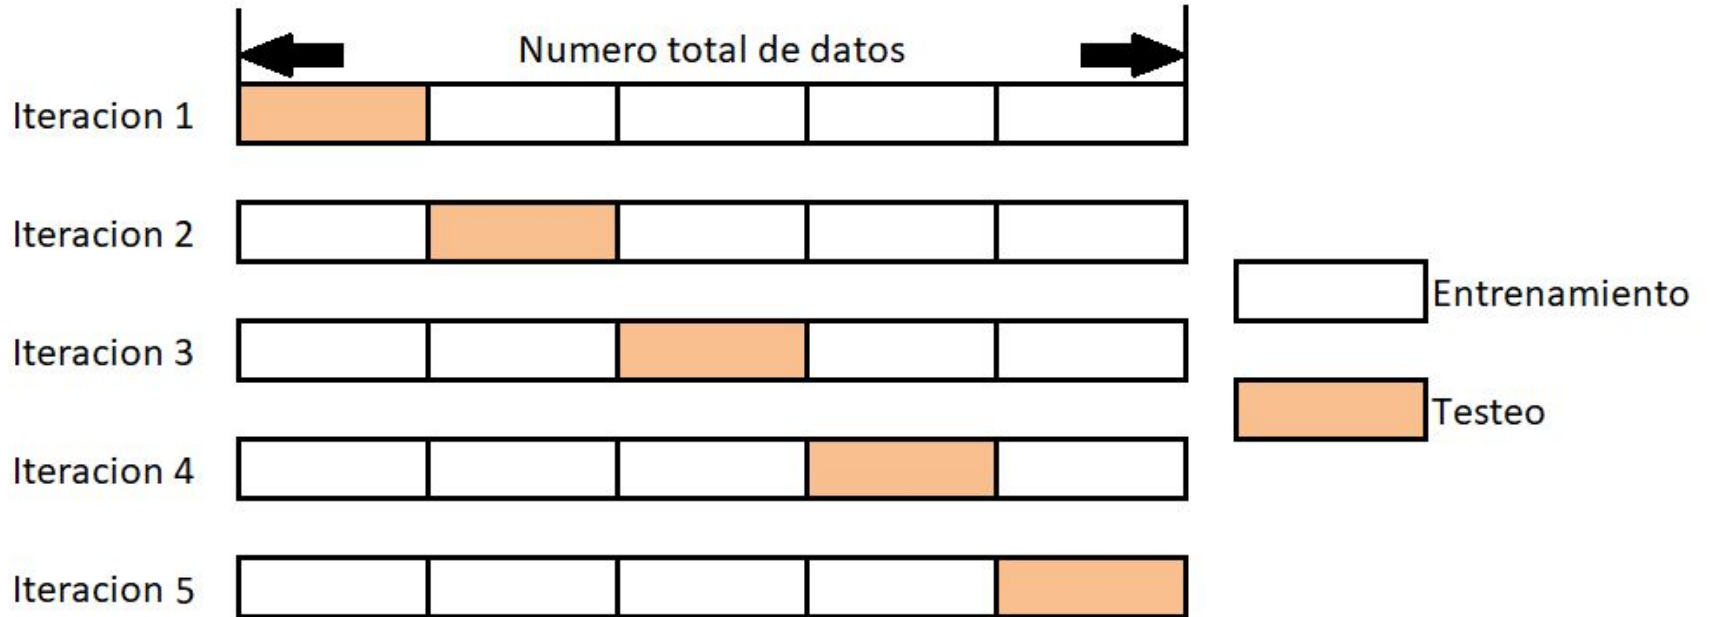 Numero total de datos
Iteracion 1
Iteracion 2
Iteracion 3
Iteracion 4
Iteracion 5
Entrenamiento
Testeo